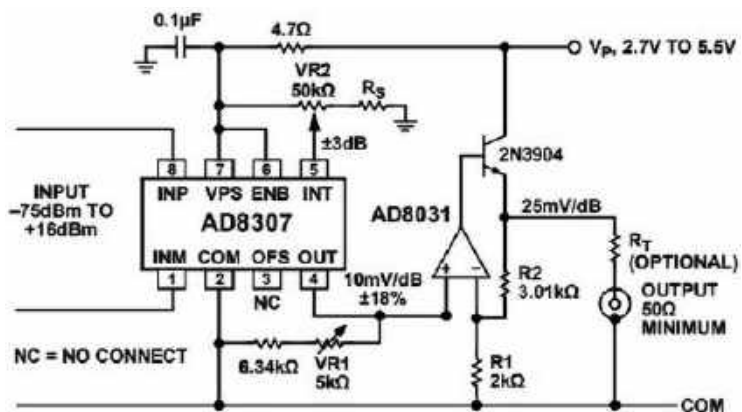 0.1μF
4.7Ω
VP, 2.7V TO 5.5V
VR2
50kΩ
RS
±3dB
2N3904
8
7
6
5
INP
VPS
ENB
INT
INPUT
–75dBm TO
+16dBm
AD8307
AD8031
25mV/dB
INM
COM
OFS
OUT
1
2
3
4
NC
10mV/dB
±18%
+
–
R2
3.01kΩ
RT
(OPTIONAL)
OUTPUT
50Ω
MINIMUM
NC = NO CONNECT
6.34kΩ
VR1
5kΩ
R1
2kΩ
COM